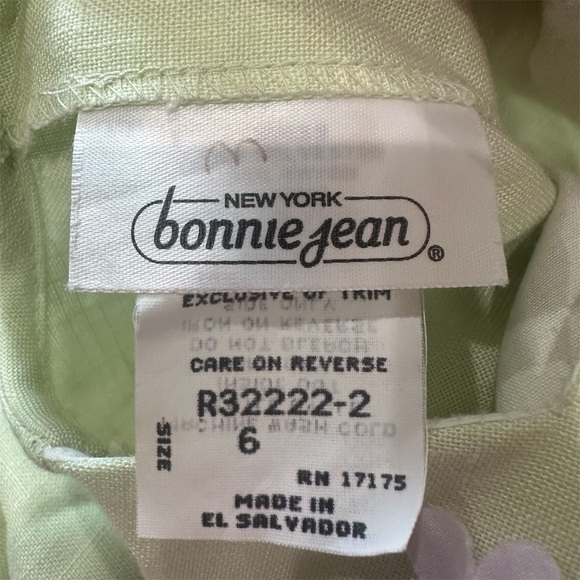 NEW YORK
bonnie jean®
EXCLUSIVE OF TRIM
CARE ON REVERSE
R32222-2
SIZE 6
RN 17175
MADE IN
EL SALVADOR